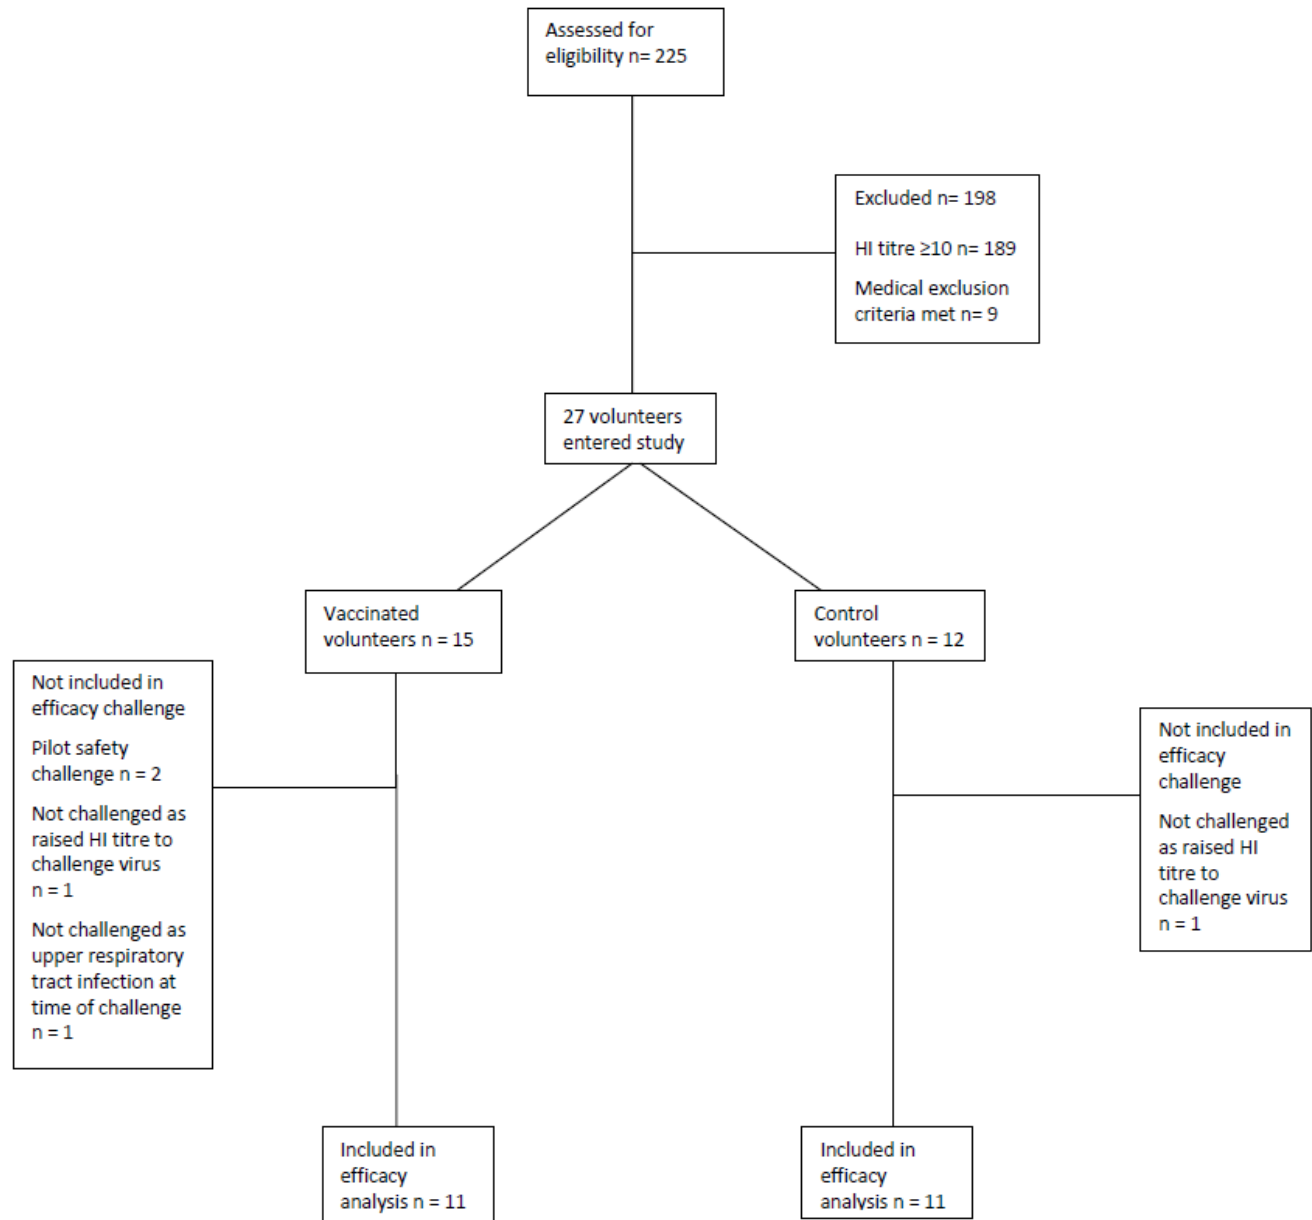 Assessed for
eligibility n= 225
Excluded n= 198
HI titre ≥10 n= 189
Medical exclusion
criteria met n= 9
27 volunteers
entered study
Vaccinated
volunteers n = 15
Control
volunteers n = 12
Not included in
efficacy challenge
Pilot safety
challenge n = 2
Not challenged as
raised HI titre to
challenge virus
n = 1
Not challenged as
upper respiratory
tract infection at
time of challenge
n = 1
Not included in
efficacy
challenge
Not challenged
as raised HI
titre to
challenge virus
n = 1
Included in
efficacy
analysis n = 11
Included in
efficacy
analysis n = 11